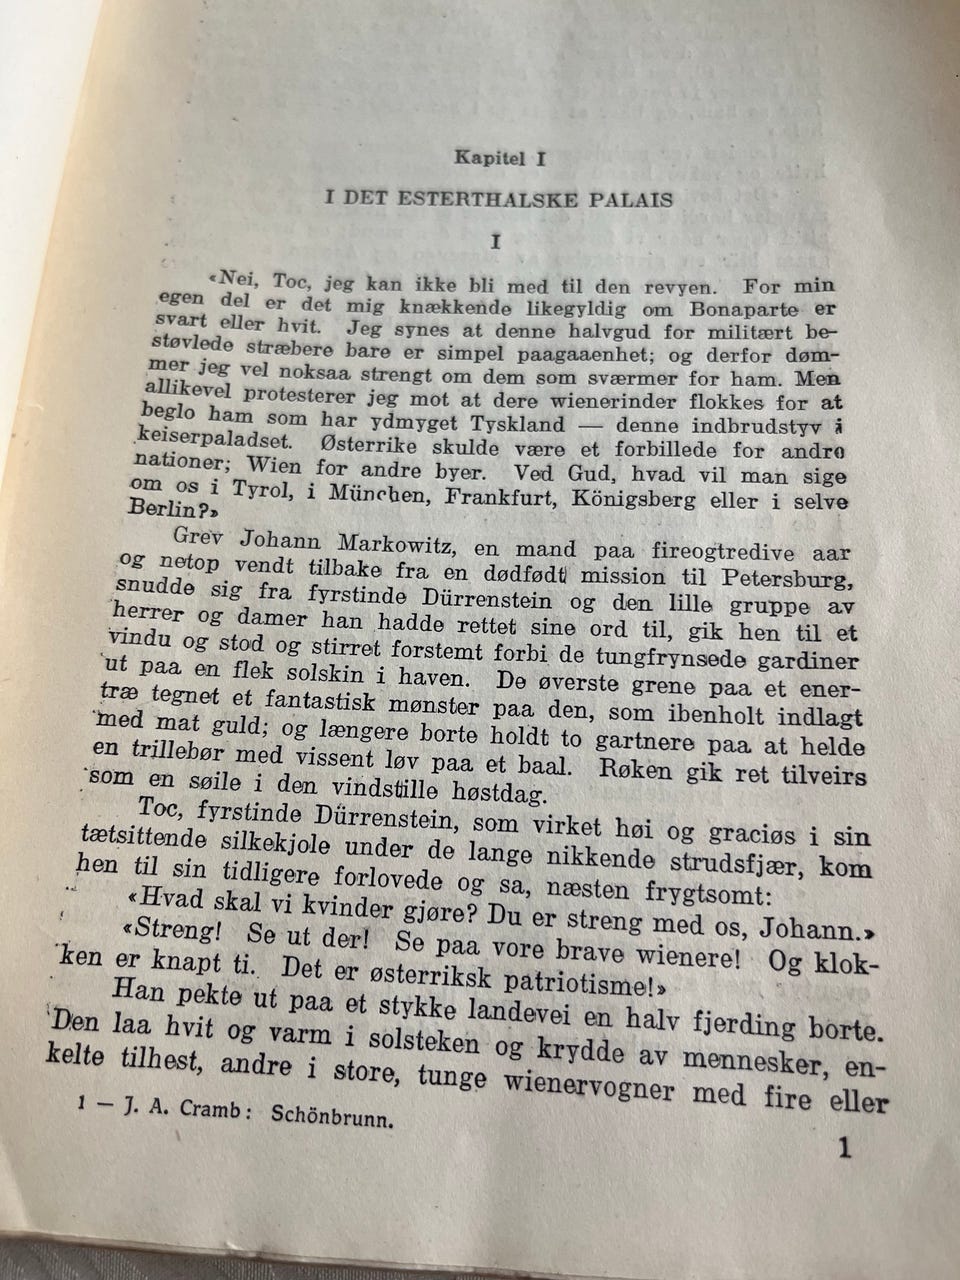 Kapitel I
I DET ESTERTHALSKE PALAIS
I
«Nei, Toc, jeg kan ikke bli med til den revyen. For min
egen del er det mig knækkende likegyldig om Bonaparte er
svart eller hvit. Jeg synes at denne halvgud for militært be-
støvlede stræbere bare er simpel paagaaenhet; og derfor døm-
mer jeg vel noksaa strengt om dem som sværmer for ham. Men
allikevel protesterer jeg mot at dere wienerinder flokkes for at
beglo ham som har ydmyget Tyskland — denne indbrudstyv i
keiserpaladset. Østerrike skulde være et forbillede for andre
nationer; Wien for andre byer. Ved Gud, hvad vil man sige
om os i Tyrol, i München, Frankfurt, Königsberg eller i selve
Berlin?»
Grev Johann Markowitz, en mand paa fireogtredive aar
og netop vendt tilbake fra en dødfødt mission til Petersburg,
snudde sig fra fyrstinde Dürrenstein og den lille gruppe av
herrer og damer han hadde rettet sine ord til, gik hen til et
vindu og stod og stirret forstemt forbi de tungfrynsede gardiner
ut paa en flek solskin i haven. De øverste grene paa et ener-
træ tegnet et fantastisk mønster paa den, som ibenholt indlagt
med mat guld; og længere borte holdt to gartnere paa at helde
en trillebør med vissent løv paa et baal. Røken gik ret tilveirs
som en søile i den vindstille høstdag.
Toc, fyrstinde Dürrenstein, som virket høi og graciøs i sin
tætsittende silkekjole under de lange nikkende strudsfjær, kom
hen til sin tidligere forlovede og sa, næsten frygtsomt:
«Hvad skal vi kvinder gjøre? Du er streng med os, Johann.»
«Streng! Se ut der! Se paa vore brave wienere! Og klok-
ken er knapt ti. Det er østerriksk patriotisme!»
Han pekte ut paa et stykke landevei en halv fjerding borte.
Den laa hvit og varm i solsteken og krydde av mennesker, en-
kelte tilhest, andre i store, tunge wienervogner med fire eller
1 — J. A. Cramb: Schönbrunn.
1